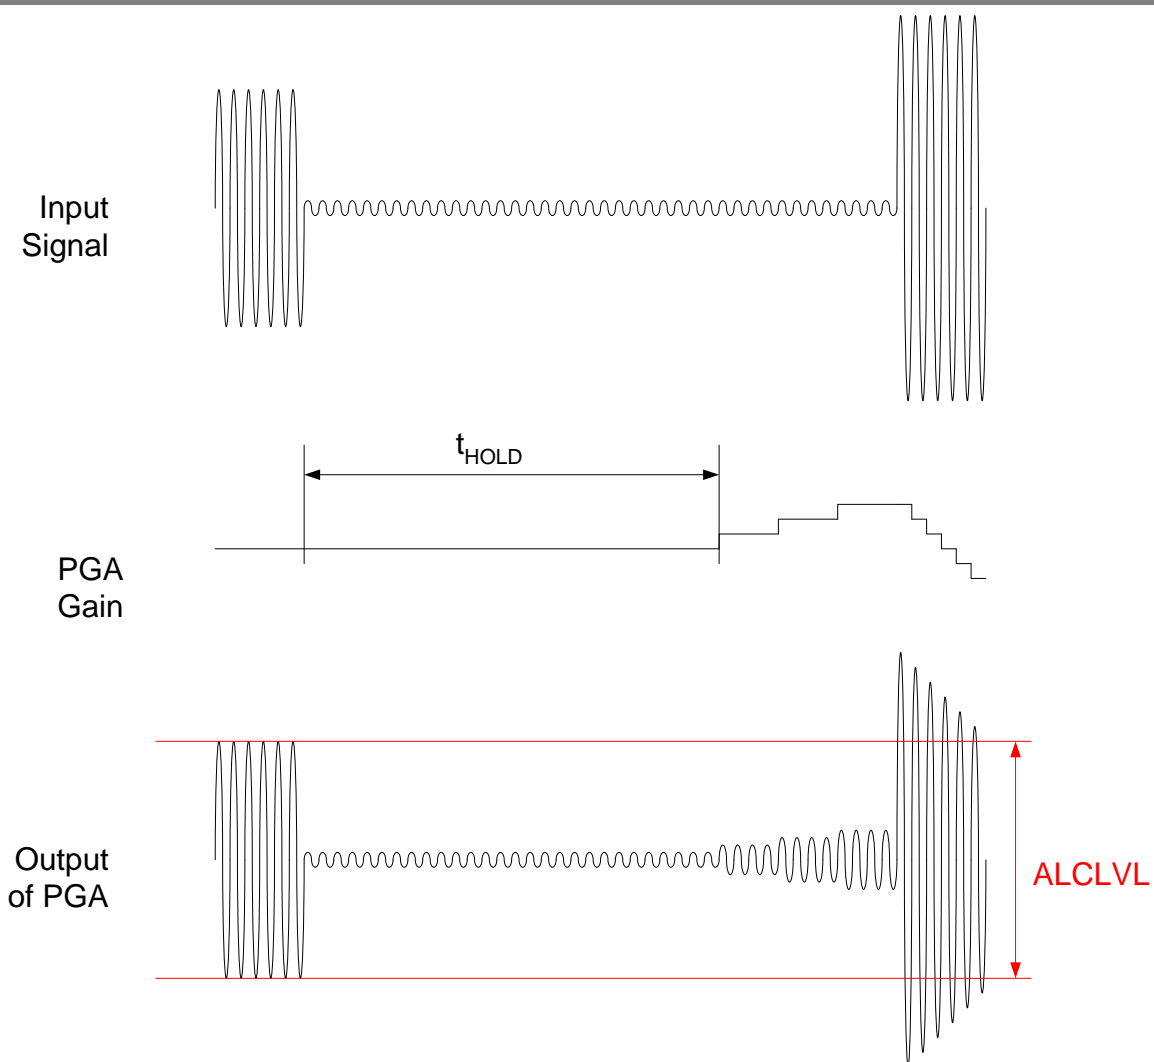 Input
Signal
tHOLD
PGA
Gain
Output
of PGA
ALCLVL